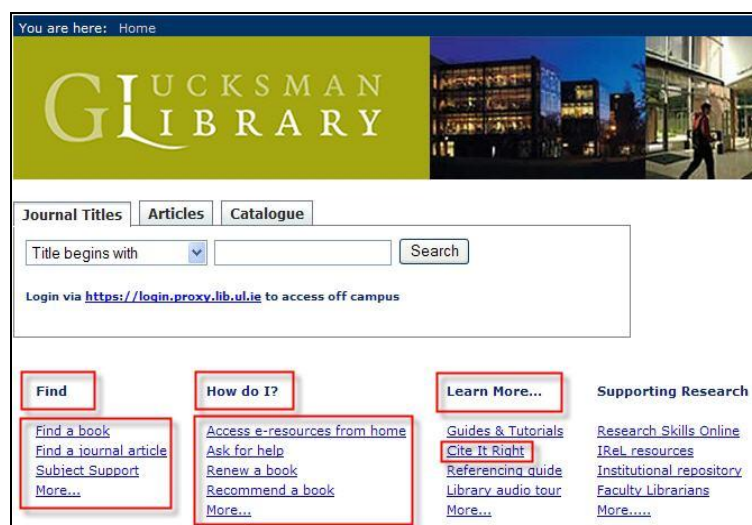 You are here: Home
GLUCKSMAN
LIBRARY
Journal Titles Articles Catalogue
Title begins with Search
Login via https://login.proxy.lib.ul.ie to access off campus
Find
Find a book
Find a journal article
Subject Support
More...
How do I?
Access e-resources from home
Ask for help
Renew a book
Recommend a book
More...
Learn More...
Guides & Tutorials
Cite It Right
Referencing guide
Library audio tour
More...
Supporting Research
Research Skills Online
IReL resources
Institutional repository
Faculty Librarians
More.....